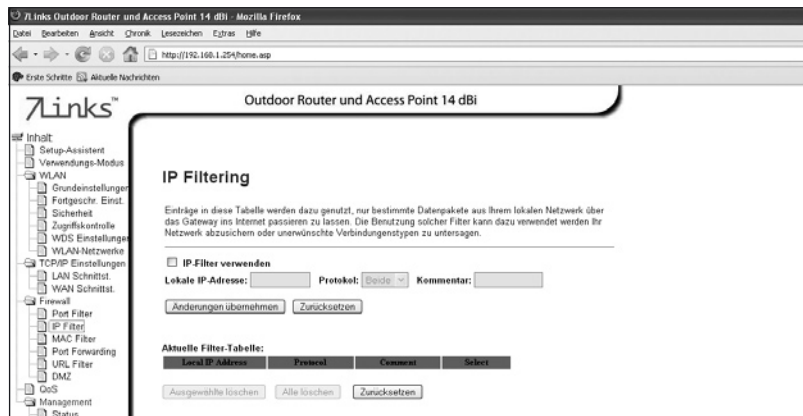 7Links Outdoor Router und Access Point 14 dBi - Mozilla Firefox
Datei Bearbeiten Ansicht Chronik Lesezeichen Extras Hilfe
http://192.168.1.254/home.asp
Erste Schritte Aktuelle Nachrichten
7Links™
Outdoor Router und Access Point 14 dBi
Inhalt
Setup-Assistent
Verwendungs-Modus
WLAN
Grundeinstellungen
Fortgeschr. Einst.
Sicherheit
Zugriffskontrolle
WDS Einstellungen
WLAN-Netzwerke
TCP/IP Einstellungen
LAN Schnittst.
WAN Schnittst.
Firewall
Port Filter
IP Filter
MAC Filter
Port Forwarding
URL Filter
DMZ
QoS
Management
Status
IP Filtering
Einträge in diese Tabelle werden dazu genutzt, nur bestimmte Datenpakete aus Ihrem lokalen Netzwerk über
das Gateway ins Internet passieren zu lassen. Die Benutzung solcher Filter kann dazu verwendet werden Ihr
Netzwerk abzusichern oder unerwünschte Verbindungenstypen zu untersagen.
IP-Filter verwenden
Lokale IP-Adresse: Protokol: Beide Kommentar:
Änderungen übernehmen Zurücksetzen
Aktuelle Filter-Tabelle:
Local IP Address Protocol Comment Select
Ausgewählte löschen Alle löschen Zurücksetzen